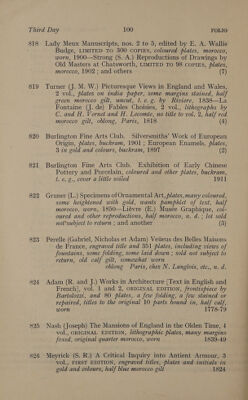 Third Day 100 FOLIO
818 Lady Meux Manuscripts, nos. 2 to 5, edited by E. A. Wallis
Budge, LIMITED TO 300 COPIES, coloured plates, morocco,
worn, 1900—Strong (S. A.) Reproductions of Drawings by
Old Masters at Chatsworth, LIMITED TO 98 COPIES, plates,
morocco, 1902; and others (7)
819 Turner (J. M. W.) Picturesque Views in England and Wales,
2 vol., plates on india paper, some margins stained, half
green morocco gilt, uncut, t. e. g. by Riviere, 1838—La
Fontaine (J. de) Fables Choisies, 2 vol., lithographs by
C. and H. Vernet and H. Lecomte, no title to vol. 2, half red
morocco gilt, oblong, Paris, 1818 (4)
820 Burlington Fine Arts Club. Silversmiths' Work of European
Origin, plates, buckram, 1901; European Enamels, plates,
3 in gold and colours, buckram, 1897 (2)
821 Burlington Fine Arts Club. Exhibition of Early Chinese
Pottery and Porcelain, coloured and other plates, buckram,
t. e. g., cover a little soiled 1911
822 Gruner (L.) Specimens of Ornamental Art, plates, many coloured,
some heightened with gold, wants pamphlet of text, half
morocco, worn, 1850—Lièvre (E.) Musée Graphique, col-
oured and other reproductions, half morocco, n. d.; lot sold
not subject to return; and another (3)
823 Perelle (Gabriel, Nicholas et Adam) Veües des Belles Maisons
de France, engraved title and 351 plates, including views of
fountains, some folding, some laid down; sold not subject to
return, old calf gilt, somewhat worn
oblong Paris, chez N. Langlois, etc., n. d.
824 Adam (R. and J.) Works in Architecture [Text in English and
French], vol. 1 and 2, ORIGINAL EDITION, frontispiece by
Bartolozzi, and 80 plates, a few folding, a few stained or
repaired, titles to the original 10 parts bound in, half calf,
worn 1778-79
825 Nash (Joseph) The Mansions of England in the Olden Time, 4
vol., ORIGINAL EDITION, lithographic plates, many margins
foxed, original quarter morocco, worn 1839-49
826 Meyrick (S. R.) A Critical Inquiry into Antient Armour, 3
vol., FIRST EDITION, engraved titles, plates and initials in
gold and colours, half blue morocco gilt 1824